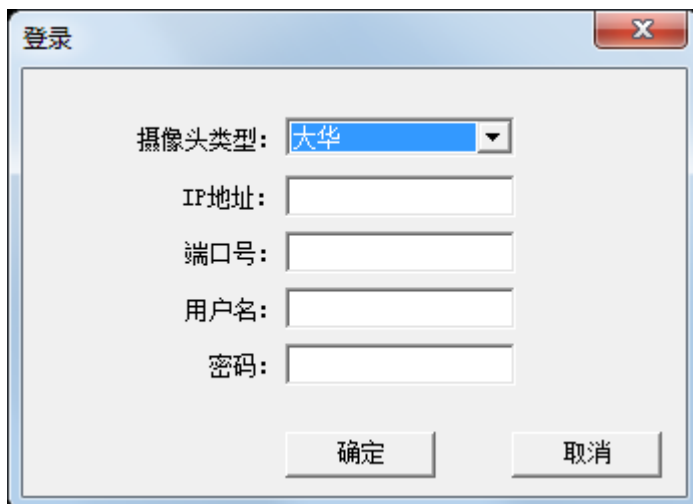 登录
摄像头类型：大华
IP地址：
端口号：
用户名：
密码：
确定 取消